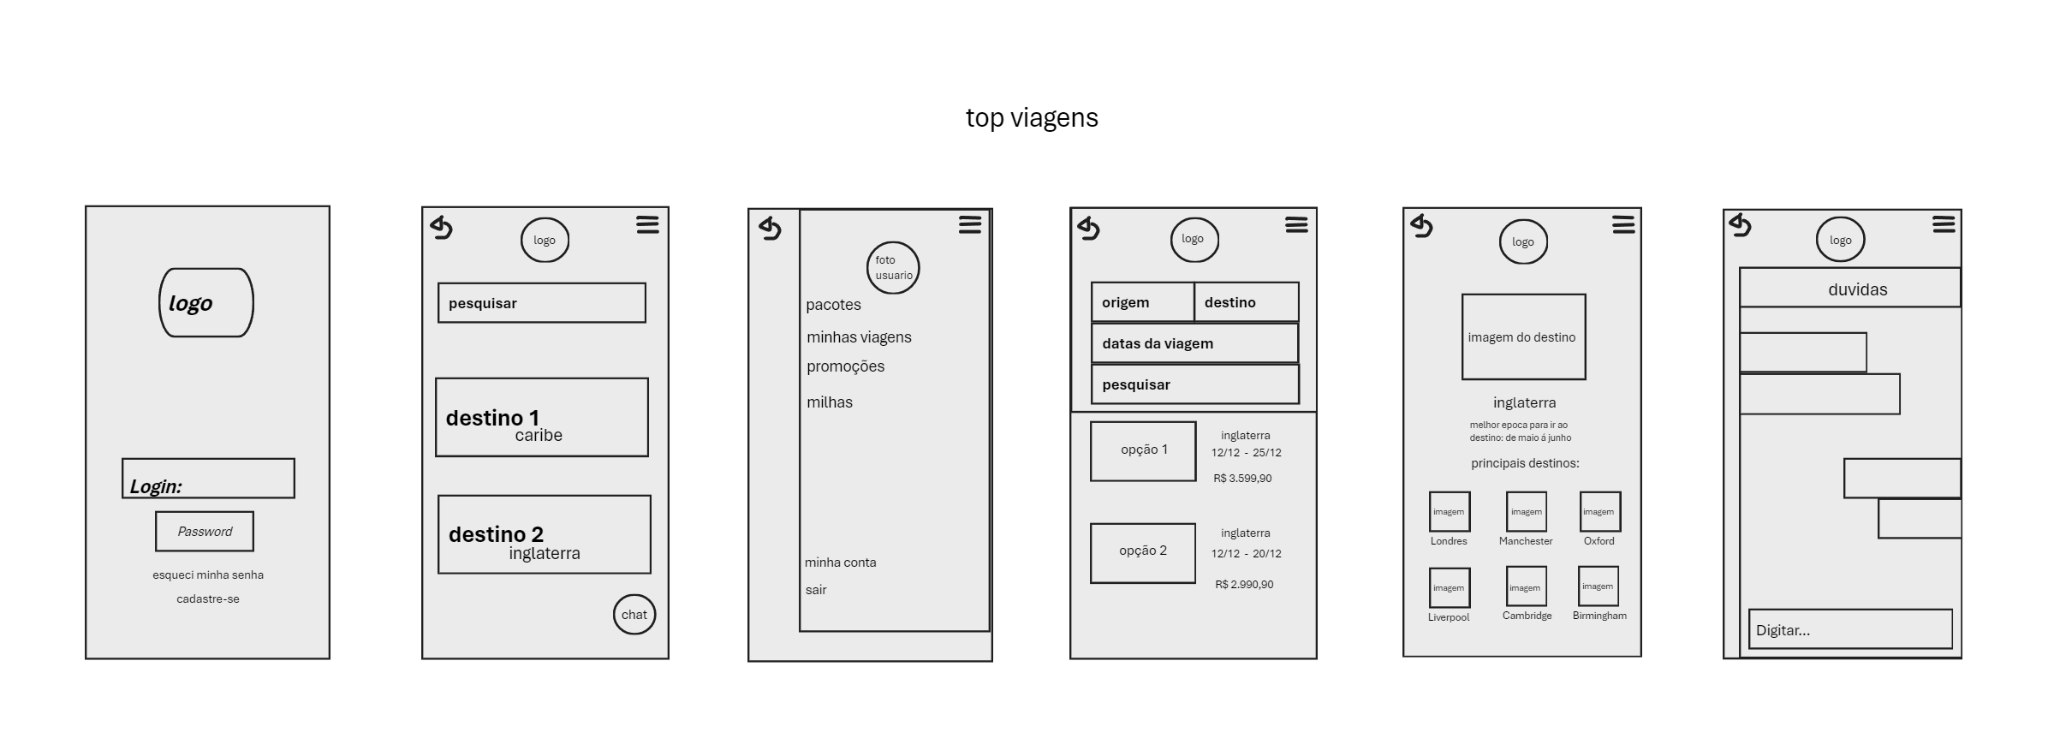 top viagens
logo
Login:
Password
esqueci minha senha
cadastre-se
logo
pesquisar
destino 1
caribe
destino 2
inglaterra
chat
foto
usuario
pacotes
minhas viagens
promoções
milhas
minha conta
sair
logo
origem
destino
datas da viagem
pesquisar
opção 1
inglaterra
12/12 - 25/12
R$ 3.599,90
opção 2
inglaterra
12/12 - 20/12
R$ 2.990,90
logo
imagem do destino
inglaterra
melhor epoca para ir ao
destino: de maio á junho
principais destinos:
imagem imagem imagem
Londres Manchester Oxford
imagem imagem imagem
Liverpool Cambridge Birmingham
logo
duvidas
Digitar...